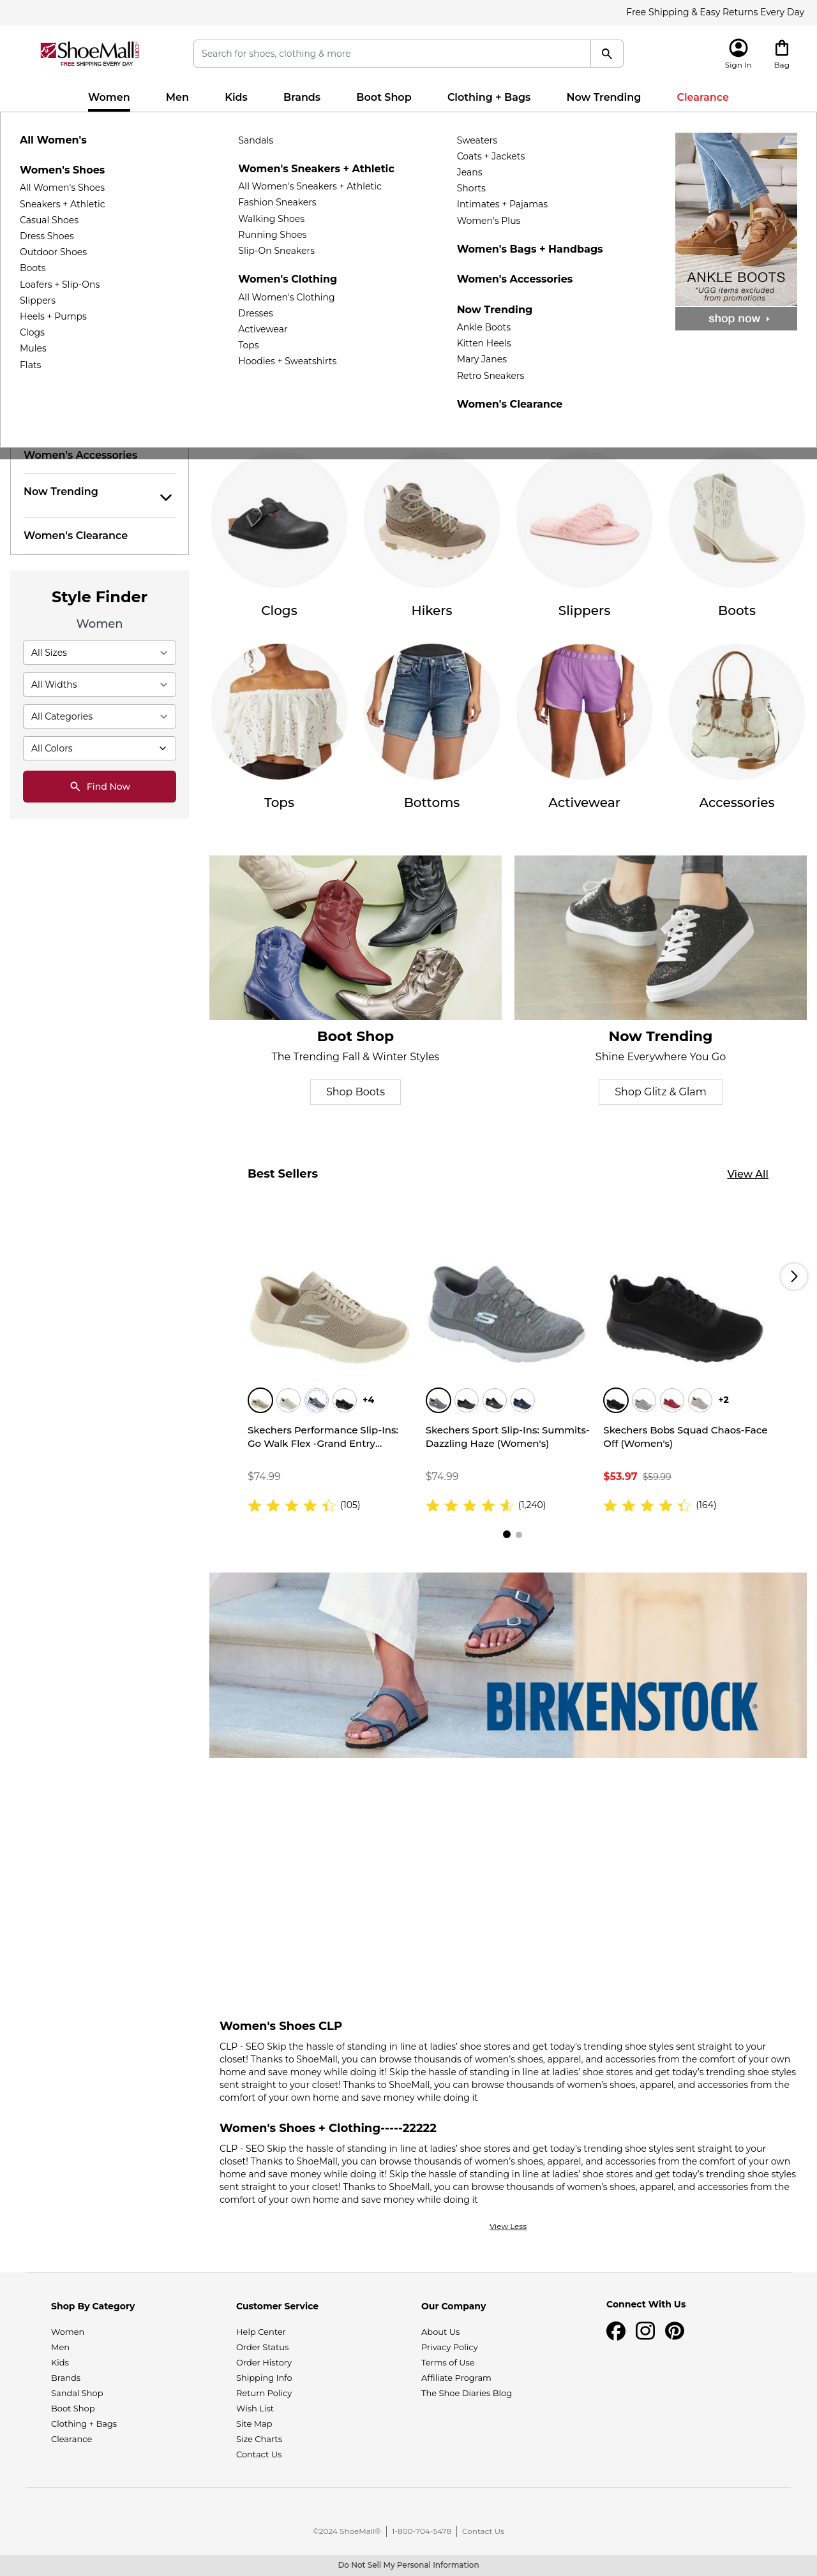 Free Shipping & Easy Returns Every Day
ShoeMall.com
FREE SHIPPING EVERY DAY
Search for shoes, clothing & more
Sign In
Bag
Women
Men
Kids
Brands
Boot Shop
Clothing + Bags
Now Trending
Clearance
All Women's
Women's Shoes
All Women's Shoes
Sneakers + Athletic
Casual Shoes
Dress Shoes
Outdoor Shoes
Boots
Loafers + Slip-Ons
Slippers
Heels + Pumps
Clogs
Mules
Flats
Sandals
Women's Sneakers + Athletic
All Women's Sneakers + Athletic
Fashion Sneakers
Walking Shoes
Running Shoes
Slip-On Sneakers
Women's Clothing
All Women's Clothing
Dresses
Activewear
Tops
Hoodies + Sweatshirts
Sweaters
Coats + Jackets
Jeans
Shorts
Intimates + Pajamas
Women's Plus
Women's Bags + Handbags
Women's Accessories
Now Trending
Ankle Boots
Kitten Heels
Mary Janes
Retro Sneakers
Women's Clearance
ANKLE BOOTS
*UGG items excluded
from promotions
shop now
Women's Accessories
Now Trending
Women's Clearance
Style Finder
Women
All Sizes
All Widths
All Categories
All Colors
Find Now
Clogs
Hikers
Slippers
Boots
UNDER ARMOUR
Tops
Bottoms
Activewear
Accessories
Boot Shop
The Trending Fall & Winter Styles
Shop Boots
Now Trending
Shine Everywhere You Go
Shop Glitz & Glam
Best Sellers
View All
+4
Skechers Performance Slip-Ins:
Go Walk Flex -Grand Entry...
$74.99
(105)
Skechers Sport Slip-Ins: Summits-
Dazzling Haze (Women's)
$74.99
(1,240)
+2
Skechers Bobs Squad Chaos-Face
Off (Women's)
$53.97 $59.99
(164)
BIRKENSTOCK
Women's Shoes CLP
CLP - SEO Skip the hassle of standing in line at ladies' shoe stores and get today's trending shoe styles sent straight to your
closet! Thanks to ShoeMall, you can browse thousands of women's shoes, apparel, and accessories from the comfort of your own
home and save money while doing it! Skip the hassle of standing in line at ladies' shoe stores and get today's trending shoe styles
sent straight to your closet! Thanks to ShoeMall, you can browse thousands of women's shoes, apparel, and accessories from the
comfort of your own home and save money while doing it
Women's Shoes + Clothing-----22222
CLP - SEO Skip the hassle of standing in line at ladies' shoe stores and get today's trending shoe styles sent straight to your
closet! Thanks to ShoeMall, you can browse thousands of women's shoes, apparel, and accessories from the comfort of your own
home and save money while doing it! Skip the hassle of standing in line at ladies' shoe stores and get today's trending shoe styles
sent straight to your closet! Thanks to ShoeMall, you can browse thousands of women's shoes, apparel, and accessories from the
comfort of your own home and save money while doing it
View Less
Shop By Category
Women
Men
Kids
Brands
Sandal Shop
Boot Shop
Clothing + Bags
Clearance
Customer Service
Help Center
Order Status
Order History
Shipping Info
Return Policy
Wish List
Site Map
Size Charts
Contact Us
Our Company
About Us
Privacy Policy
Terms of Use
Affiliate Program
The Shoe Diaries Blog
Connect With Us
©2024 ShoeMall®
1-800-704-5478
Contact Us
Do Not Sell My Personal Information